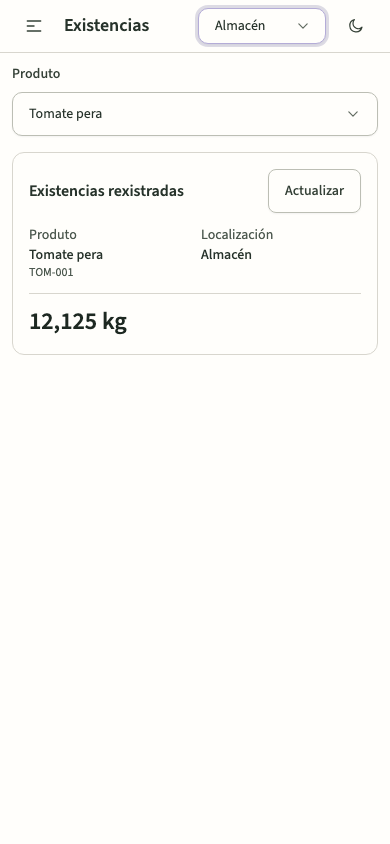 Existencias
Almacén
Produto
Tomate pera
Existencias rexistradas
Actualizar
Produto
Localización
Tomate pera
Almacén
TOM-001
12,125 kg